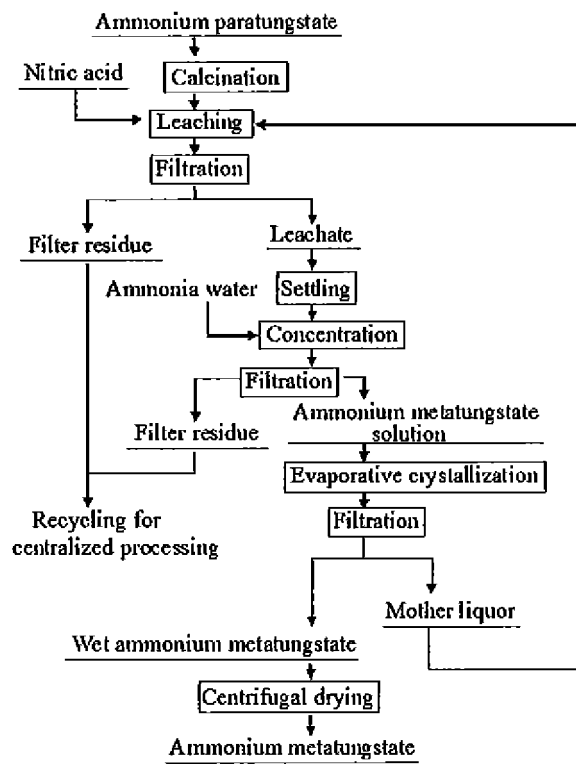 Ammonium paratungstate
Nitric acid
Calcination
Leaching
Filtration
Filter residue
Leachate
Ammonia water
Settling
Concentration
Filtration
Filter residue
Ammonium metatungstate
solution
Evaporative crystallization
Recycling for
centralized processing
Filtration
Mother liquor
Wet ammonium metatungstate
Centrifugal drying
Ammonium metatungstate